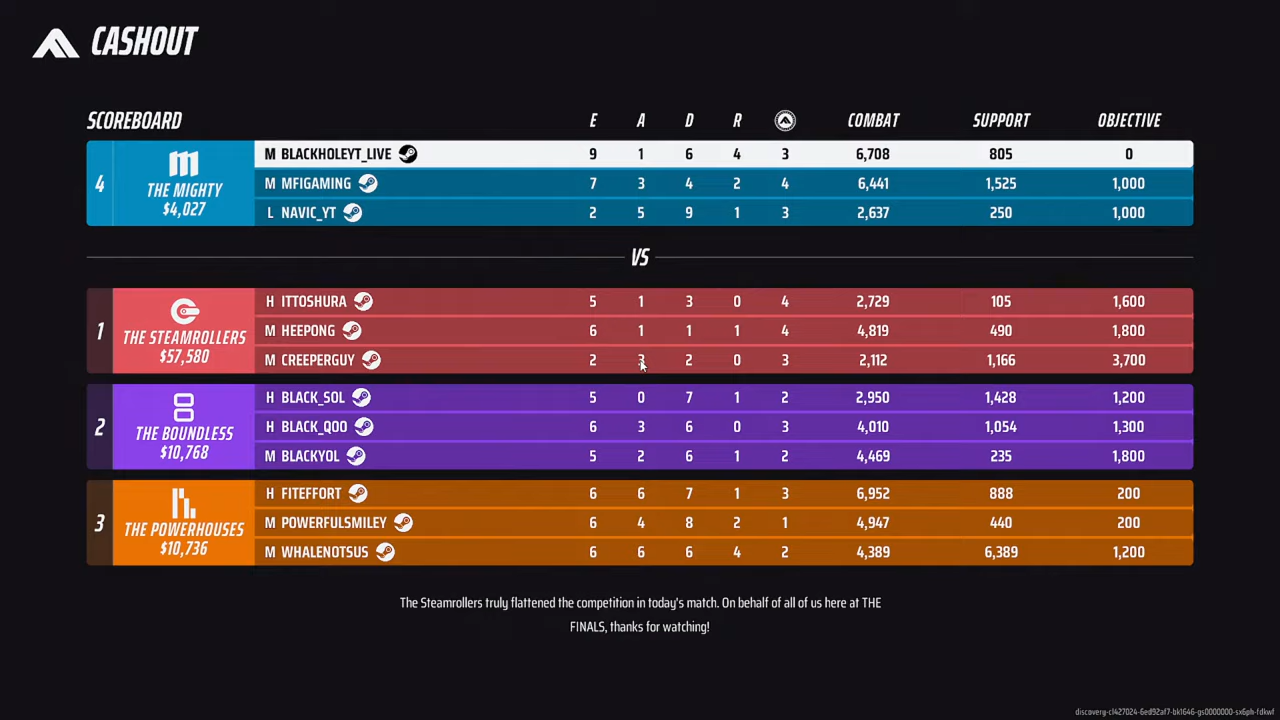 CASHOUT
SCOREBOARD E A D R COMBAT SUPPORT OBJECTIVE
4 THE MIGHTY $4,027
M BLACKHOLEYT_LIVE 9 1 6 4 3 6,708 805 0
M MFIGAMING 7 3 4 2 4 6,441 1,525 1,000
L NAVIC_YT 2 5 9 1 3 2,637 250 1,000
VS
1 THE STEAMROLLERS $57,580
H ITTOSHURA 5 1 3 0 4 2,729 105 1,600
M HEEPONG 6 1 1 1 4 4,819 490 1,800
M CREEPERGUY 2 3 2 0 3 2,112 1,166 3,700
2 THE BOUNDLESS $10,768
H BLACK_SOL 5 0 7 1 2 2,950 1,428 1,200
H BLACK_QOO 6 3 6 0 3 4,010 1,054 1,300
M BLACKYOL 5 2 6 1 2 4,469 235 1,800
3 THE POWERHOUSES $10,736
H FITEFFORT 6 6 7 1 3 6,952 888 200
M POWERFULSMILEY 6 4 8 2 1 4,947 440 200
M WHALENOTSUS 6 6 6 4 2 4,389 6,389 1,200
The Steamrollers truly flattened the competition in today's match. On behalf of all of us here at THE
FINALS, thanks for watching!